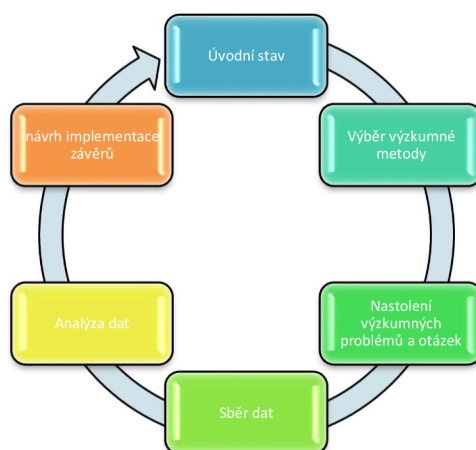 Úvodní stav
Výběr výzkumné
metody
Nastolení
výzkumných
problémů a otázek
Sběr dat
Analýza dat
návrh implementace
závěrů